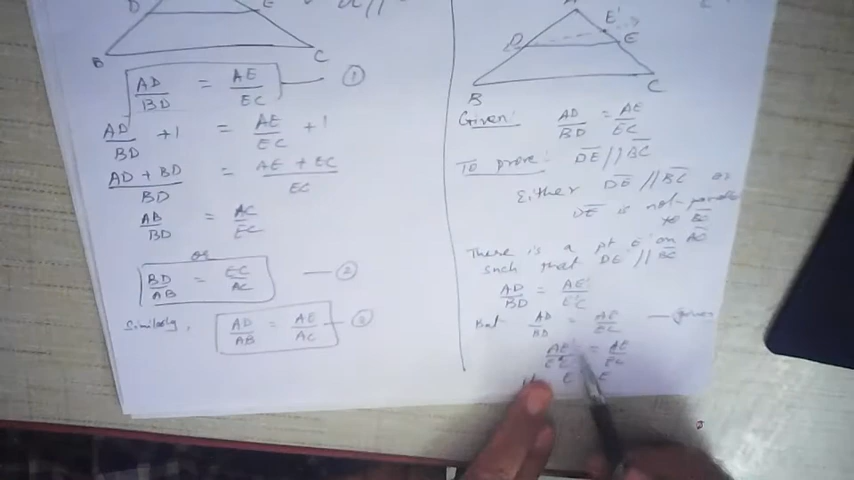 D E
B C
AD/BD = AE/EC — ①
AD/BD + 1 = AE/EC + 1
AD + BD/BD = AE + EC/EC
AB/BD = AC/EC
or
BD/AB = EC/AC — ②
Similarly, AD/AB = AE/AC — ③
A
E'
D E
B C
Given: AD/BD = AE/EC
To prove: DE // BC
Either DE // BC or
DE is not parallel
to BC
There is a pt E' on AC
such that DE' // BC
AD/BD = AE'/E'C
But AD/BD = AE/EC — given
AE'/E'C = AE/EC
E E